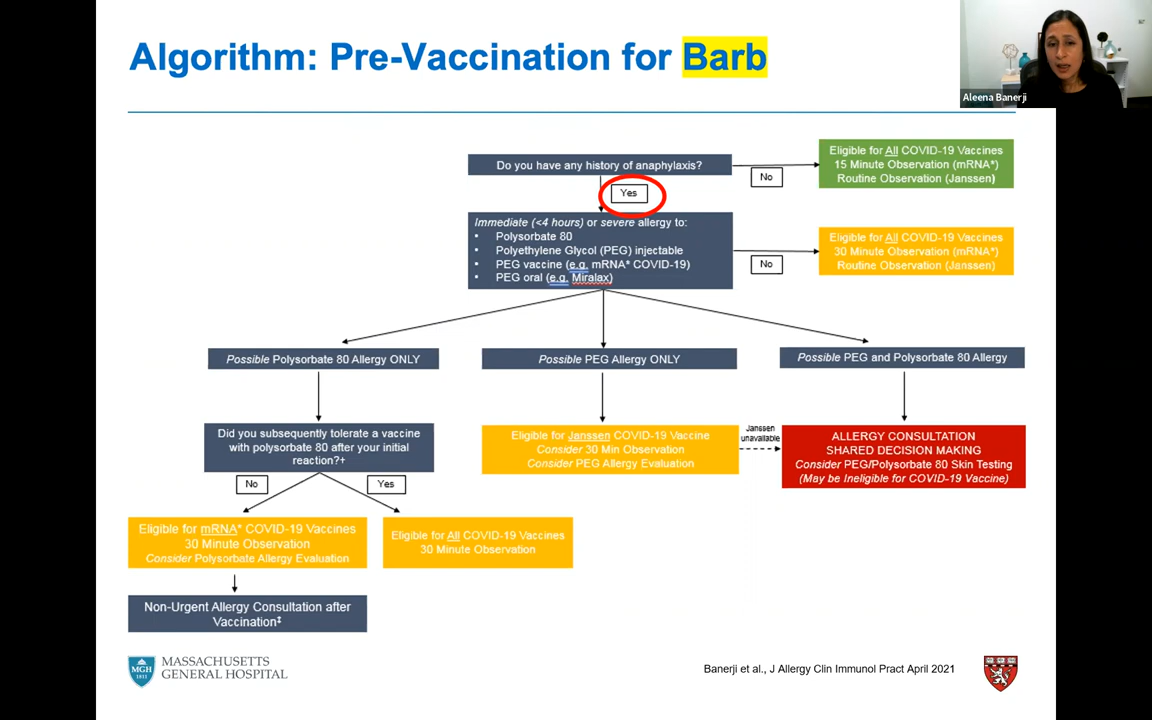 Algorithm: Pre-Vaccination for Barb
Aleena Banerji
Do you have any history of anaphylaxis?
No
Eligible for All COVID-19 Vaccines
15 Minute Observation (mRNA*)
Routine Observation (Janssen)
Yes
Immediate (<4 hours) or severe allergy to:
• Polysorbate 80
• Polyethylene Glycol (PEG) injectable
• PEG vaccine (e.g. mRNA* COVID-19)
• PEG oral (e.g. Miralax)
No
Eligible for All COVID-19 Vaccines
30 Minute Observation (mRNA*)
Routine Observation (Janssen)
Possible Polysorbate 80 Allergy ONLY
Possible PEG Allergy ONLY
Possible PEG and Polysorbate 80 Allergy
Did you subsequently tolerate a vaccine
with polysorbate 80 after your initial
reaction?+
Eligible for Janssen COVID-19 Vaccine
Consider 30 Min Observation
Consider PEG Allergy Evaluation
Janssen
unavailable
ALLERGY CONSULTATION
SHARED DECISION MAKING
Consider PEG/Polysorbate 80 Skin Testing
(May be Ineligible for COVID-19 Vaccine)
No
Yes
Eligible for mRNA* COVID-19 Vaccines
30 Minute Observation
Consider Polysorbate Allergy Evaluation
Eligible for All COVID-19 Vaccines
30 Minute Observation
Non-Urgent Allergy Consultation after
Vaccination‡
MGH
1811
MASSACHUSETTS
GENERAL HOSPITAL
Banerji et al., J Allergy Clin Immunol Pract April 2021